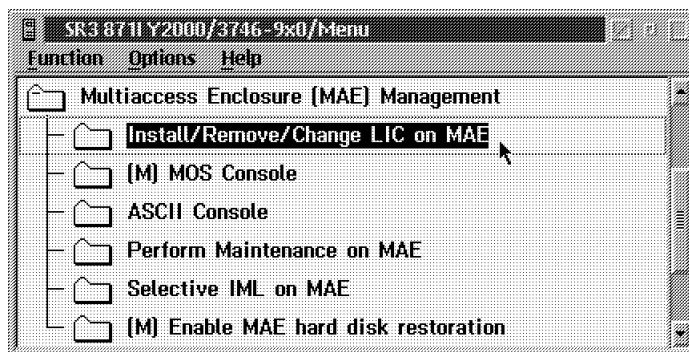 SR3 871I Y2000/3746-9x0/Menu
Function Options Help
Multiaccess Enclosure (MAE) Management
Install/Remove/Change LIC on MAE
(M) MOS Console
ASCII Console
Perform Maintenance on MAE
Selective IML on MAE
(M) Enable MAE hard disk restoration